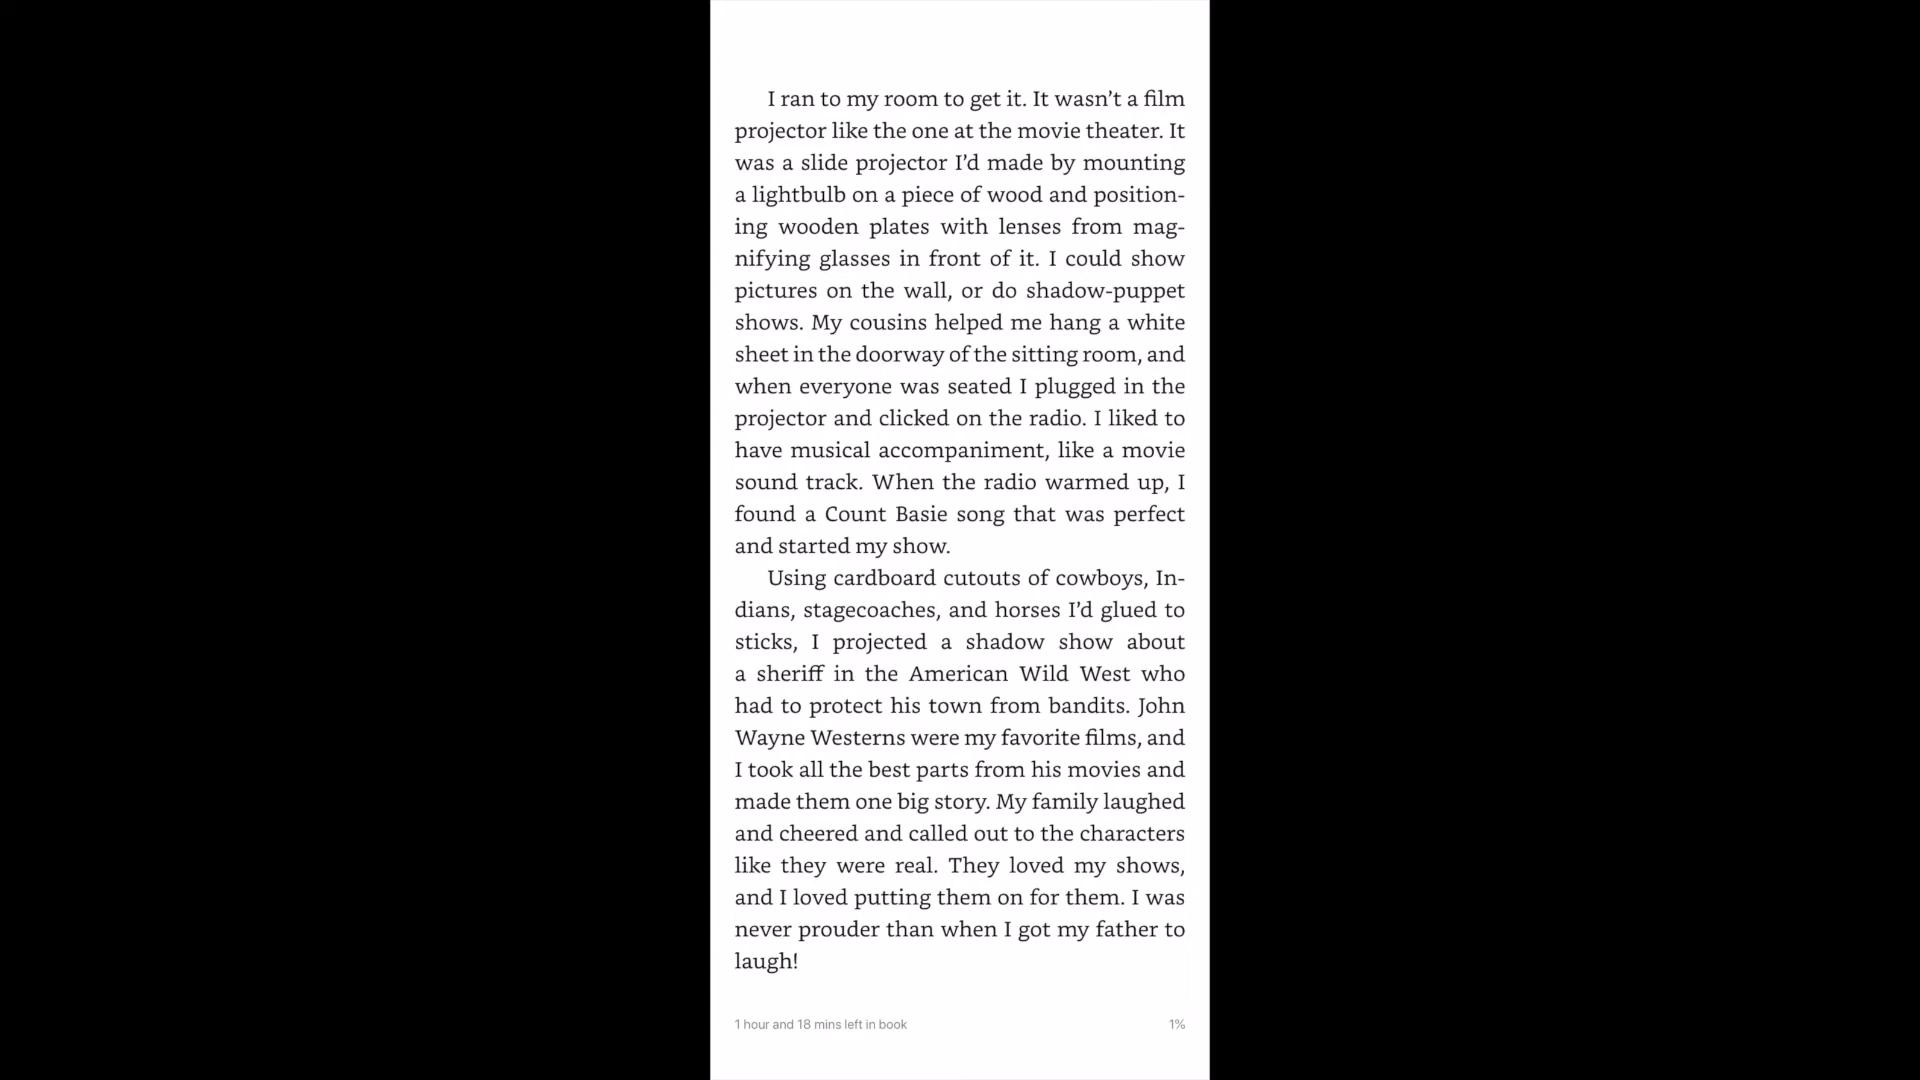 I ran to my room to get it. It wasn’t a film
projector like the one at the movie theater. It
was a slide projector I’d made by mounting
a lightbulb on a piece of wood and position-
ing wooden plates with lenses from mag-
nifying glasses in front of it. I could show
pictures on the wall, or do shadow-puppet
shows. My cousins helped me hang a white
sheet in the doorway of the sitting room, and
when everyone was seated I plugged in the
projector and clicked on the radio. I liked to
have musical accompaniment, like a movie
sound track. When the radio warmed up, I
found a Count Basie song that was perfect
and started my show.
Using cardboard cutouts of cowboys, In-
dians, stagecoaches, and horses I’d glued to
sticks, I projected a shadow show about
a sheriff in the American Wild West who
had to protect his town from bandits. John
Wayne Westerns were my favorite films, and
I took all the best parts from his movies and
made them one big story. My family laughed
and cheered and called out to the characters
like they were real. They loved my shows,
and I loved putting them on for them. I was
never prouder than when I got my father to
laugh!
1 hour and 18 mins left in book 1%